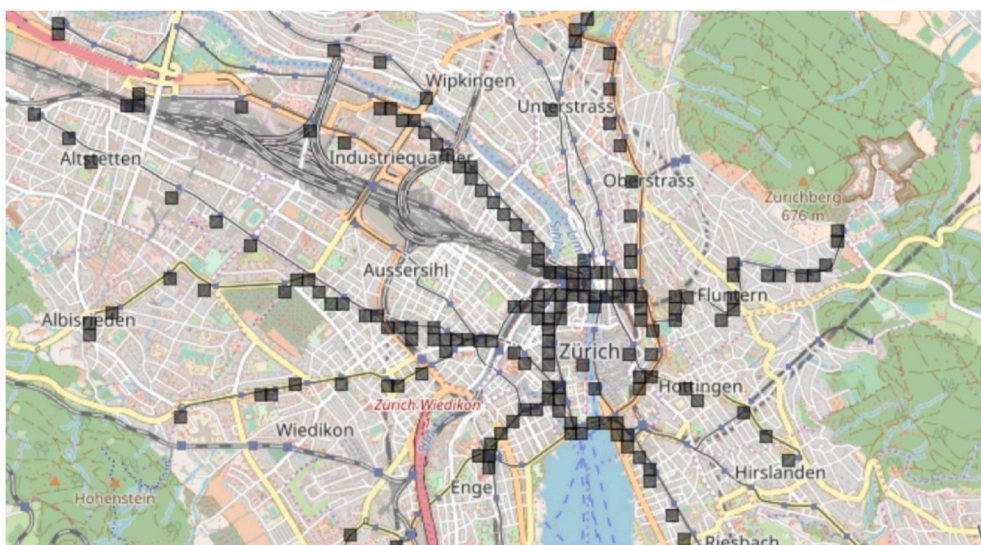 Wipkingen
Unterstrass
Altstetten
Industriequartier
Oberstrass
Zürichberg
676 m
Aussersihl
Fluntern
Albisrieden
Zürich
Hottingen
Zürich Wiedikon
Wiedikon
Hirslanden
Enge
Hohenstein
Riesbach